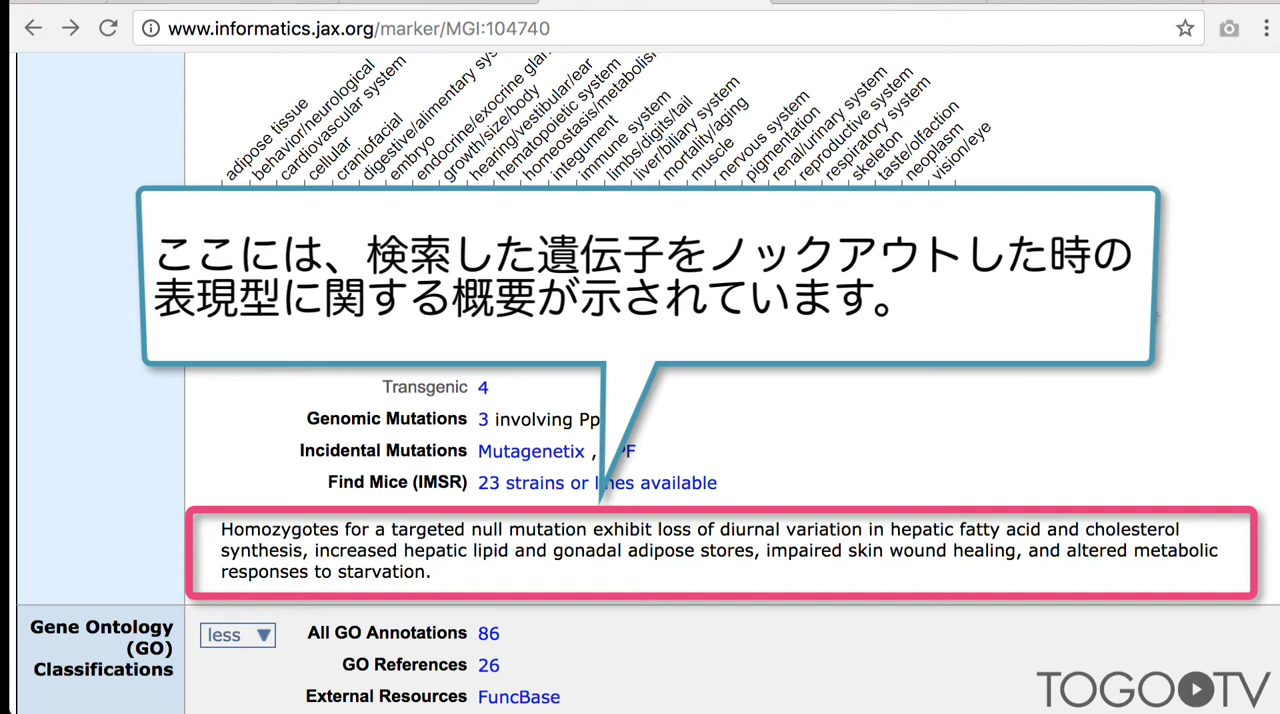 www.informatics.jax.org/marker/MGI:104740
adipose tissue
behavior/neurological
cardiovascular system
cellular
craniofacial
digestive/alimentary
embryo
endocrine/exocrine
growth/size/body
hearing/vestibular/ear
hematopoietic system
homeostasis/metabolism
integument
immune system
limbs/digits/tail
liver/biliary system
mortality/aging
muscle
nervous system
pigmentation
renal/urinary system
reproductive system
respiratory system
skeleton
taste/olfaction
neoplasm
vision/eye
ここには、検索した遺伝子をノックアウトした時の
表現型に関する概要が示されています。
Transgenic 4
Genomic Mutations 3 involving Pp
Incidental Mutations Mutagenetix ,
Find Mice (IMSR) 23 strains or lines available
Homozygotes for a targeted null mutation exhibit loss of diurnal variation in hepatic fatty acid and cholesterol
synthesis, increased hepatic lipid and gonadal adipose stores, impaired skin wound healing, and altered metabolic
responses to starvation.
Gene Ontology
(GO)
Classifications
less
All GO Annotations 86
GO References 26
External Resources FuncBase
TOGO TV